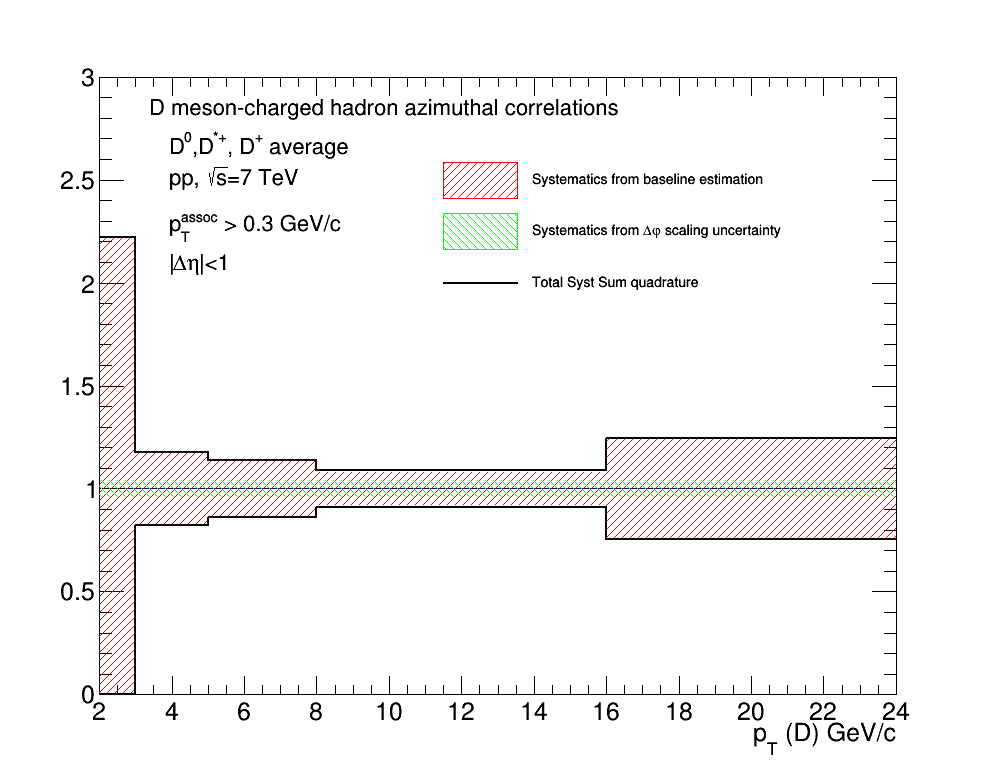 D meson-charged hadron azimuthal correlations
D0,D*+, D+ average
pp, √s=7 TeV
pTassoc > 0.3 GeV/c
|Δη|<1
Systematics from baseline estimation
Systematics from Δφ scaling uncertainty
Total Syst Sum quadrature
3
2.5
2
1.5
1
0.5
0
2 4 6 8 10 12 14 16 18 20 22 24
pT (D) GeV/c